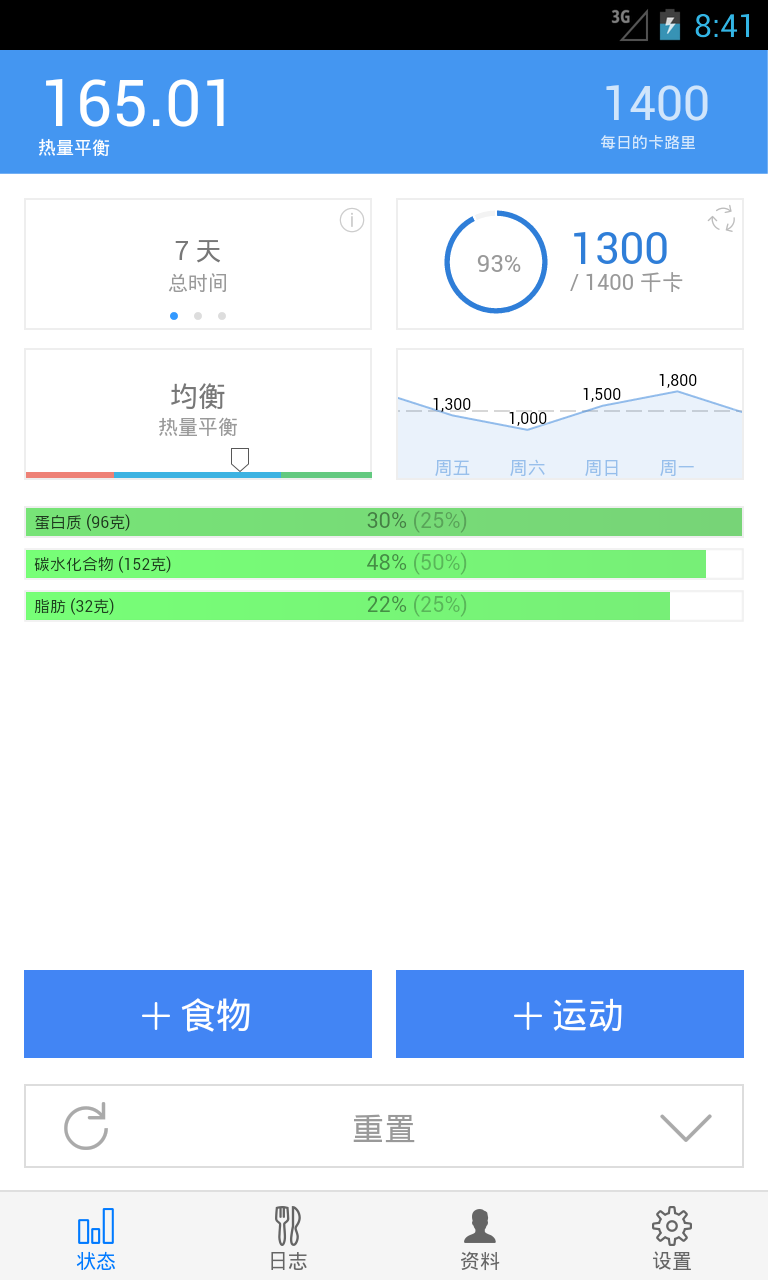 3G 8:41
165.01
热量平衡
1400
每日的卡路里
7 天
总时间
93%
1300
/ 1400 千卡
均衡
热量平衡
1,300
1,000
1,500
1,800
周五 周六 周日 周一
蛋白质 (96克) 30% (25%)
碳水化合物 (152克) 48% (50%)
脂肪 (32克) 22% (25%)
+ 食物
+ 运动
重置
状态 日志 资料 设置